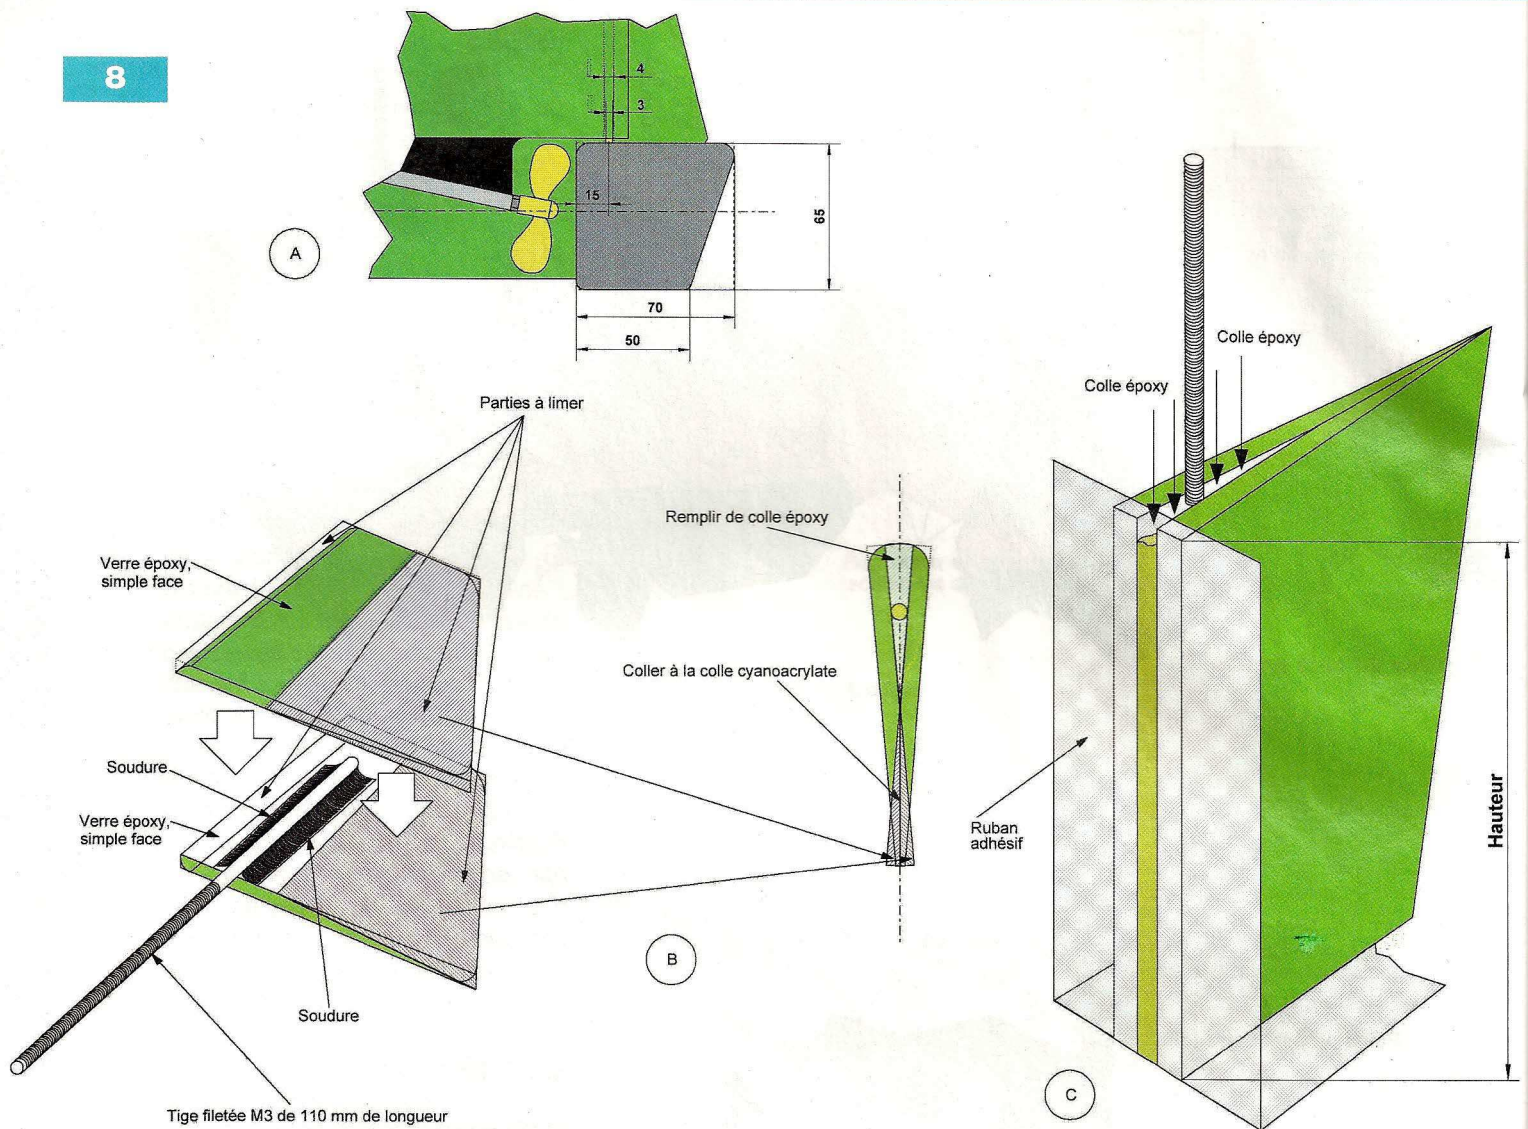 8
4
3
15
65
A
70
50
Colle époxy
Colle époxy
Parties à limer
Remplir de colle époxy
Verre époxy,
simple face
Coller à la colle cyanoacrylate
Soudure
Verre époxy,
simple face
Ruban
adhésif
Hauteur
B
Soudure
C
Tige filetée M3 de 110 mm de longueur